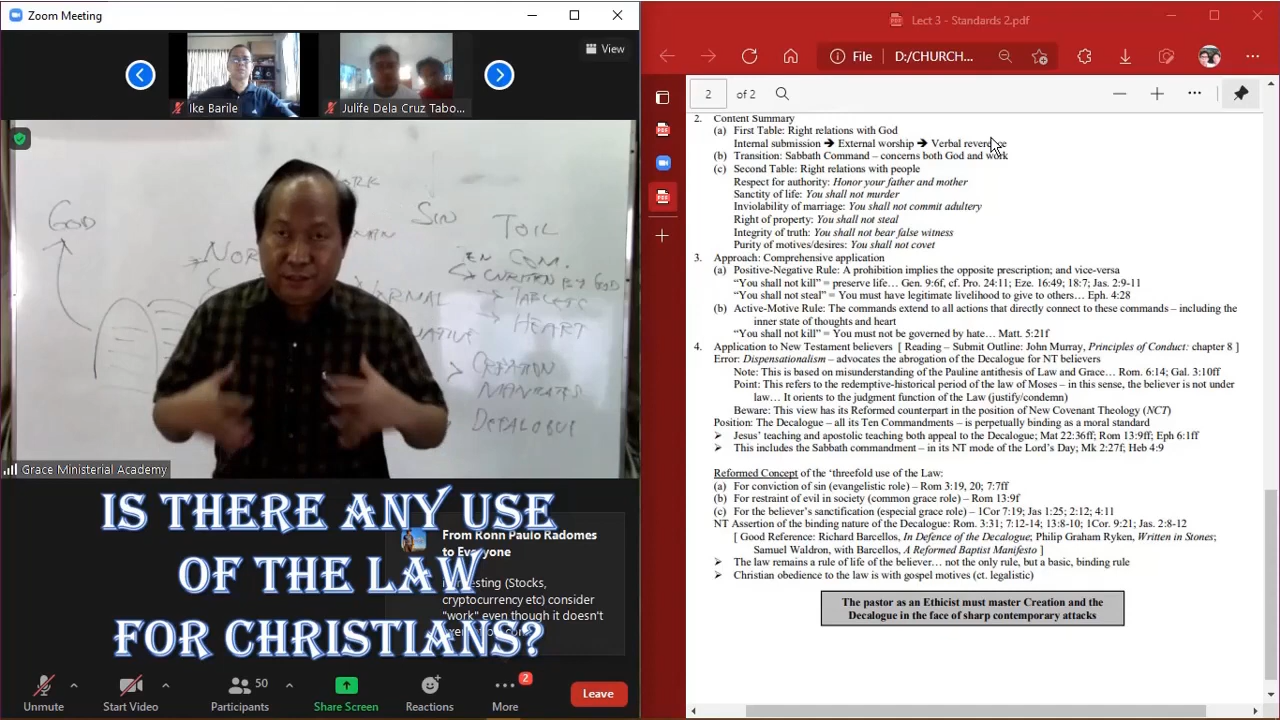 Zoom Meeting
View
Ike Barile
Julife Dela Cruz Tabo...
GOD
SIN
TOIL
HEART
CREATION
DECALOGUE
Grace Ministerial Academy
From Ronn Paulo Radomes
to Everyone
(Stocks,
cryptocurrency etc) consider
"work" even though it doesn't
IS THERE ANY USE
OF THE LAW
FOR CHRISTIANS?
Unmute
Start Video
50
Participants
Share Screen
Reactions
2
More
Leave
Lect 3 - Standards 2.pdf
File
D:/CHURCH...
2 of 2
2. Content Summary
(a) First Table: Right relations with God
Internal submission ➔ External worship ➔ Verbal reverence
(b) Transition: Sabbath Command – concerns both God and work
(c) Second Table: Right relations with people
Respect for authority: Honor your father and mother
Sanctity of life: You shall not murder
Inviolability of marriage: You shall not commit adultery
Right of property: You shall not steal
Integrity of truth: You shall not bear false witness
Purity of motives/desires: You shall not covet
3. Approach: Comprehensive application
(a) Positive-Negative Rule: A prohibition implies the opposite prescription; and vice-versa
“You shall not kill” = preserve life… Gen. 9:6f, cf. Pro. 24:11; Eze. 16:49; 18:7; Jas. 2:9-11
“You shall not steal” = You must have legitimate livelihood to give to others… Eph. 4:28
(b) Active-Motive Rule: The commands extend to all actions that directly connect to these commands – including the
inner state of thoughts and heart
“You shall not kill” = You must not be governed by hate… Matt. 5:21f
4. Application to New Testament believers [ Reading – Submit Outline: John Murray, Principles of Conduct: chapter 8 ]
Error: Dispensationalism – advocates the abrogation of the Decalogue for NT believers
Note: This is based on misunderstanding of the Pauline antithesis of Law and Grace… Rom. 6:14; Gal. 3:10ff
Point: This refers to the redemptive-historical period of the law of Moses – in this sense, the believer is not under
law… It orients to the judgment function of the Law (justify/condemn)
Beware: This view has its Reformed counterpart in the position of New Covenant Theology (NCT)
Position: The Decalogue – all its Ten Commandments – is perpetually binding as a moral standard
➢ Jesus’ teaching and apostolic teaching both appeal to the Decalogue; Mat 22:36ff; Rom 13:9ff; Eph 6:1ff
➢ This includes the Sabbath commandment – in its NT mode of the Lord’s Day; Mk 2:27f; Heb 4:9
Reformed Concept of the ‘threefold use of the Law:
(a) For conviction of sin (evangelistic role) – Rom 3:19, 20; 7:7ff
(b) For restraint of evil in society (common grace role) – Rom 13:9f
(c) For the believer’s sanctification (especial grace role) – 1Cor 7:19; Jas 1:25; 2:12; 4:11
NT Assertion of the binding nature of the Decalogue: Rom. 3:31; 7:12-14; 13:8-10; 1Cor. 9:21; Jas. 2:8-12
[ Good Reference: Richard Barcellos, In Defence of the Decalogue; Philip Graham Ryken, Written in Stones;
Samuel Waldron, with Barcellos, A Reformed Baptist Manifesto ]
➢ The law remains a rule of life of the believer… not the only rule, but a basic, binding rule
➢ Christian obedience to the law is with gospel motives (ct. legalistic)
The pastor as an Ethicist must master Creation and the
Decalogue in the face of sharp contemporary attacks